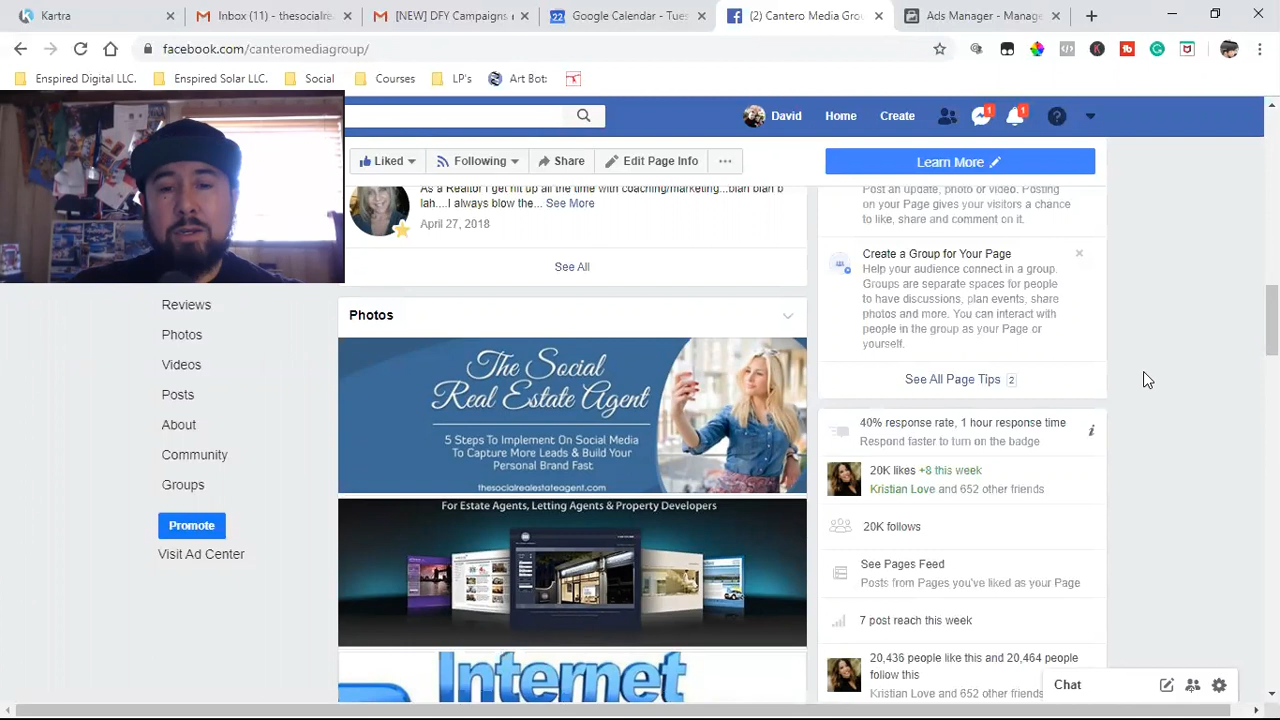 Kartra
Inbox (11) - thesocialrea
[NEW] DFY Campaigns
Google Calendar - Tues
(2) Cantero Media Gro
Ads Manager - Manage
facebook.com/canteromediagroup/
Enspired Digital LLC.
Enspired Solar LLC.
Social
Courses
LP's
Art Bot:
David
Home
Create
1
1
Liked
Following
Share
Edit Page Info
Learn More
As a Realtor I get hit up all the time with coaching/marketing...blah blah b
lah....I always blow the... See More
April 27, 2018
See All
Reviews
Photos
Videos
Posts
About
Community
Groups
Promote
Visit Ad Center
Photos
The Social
Real Estate Agent
5 Steps To Implement On Social Media
To Capture More Leads & Build Your
Personal Brand Fast
thesocialrealestateagent.com
For Estate Agents, Letting Agents & Property Developers
Internet
Post an update, photo or video. Posting
on your Page gives your visitors a chance
to like, share and comment on it.
Create a Group for Your Page
Help your audience connect in a group.
Groups are separate spaces for people
to have discussions, plan events, share
photos and more. You can interact with
people in the group as your Page or
yourself.
See All Page Tips 2
40% response rate, 1 hour response time
Respond faster to turn on the badge
20K likes +8 this week
Kristian Love and 652 other friends
20K follows
See Pages Feed
Posts from Pages you've liked as your Page
7 post reach this week
20,436 people like this and 20,464 people
follow this
Kristian Love and 652 other friends
Chat